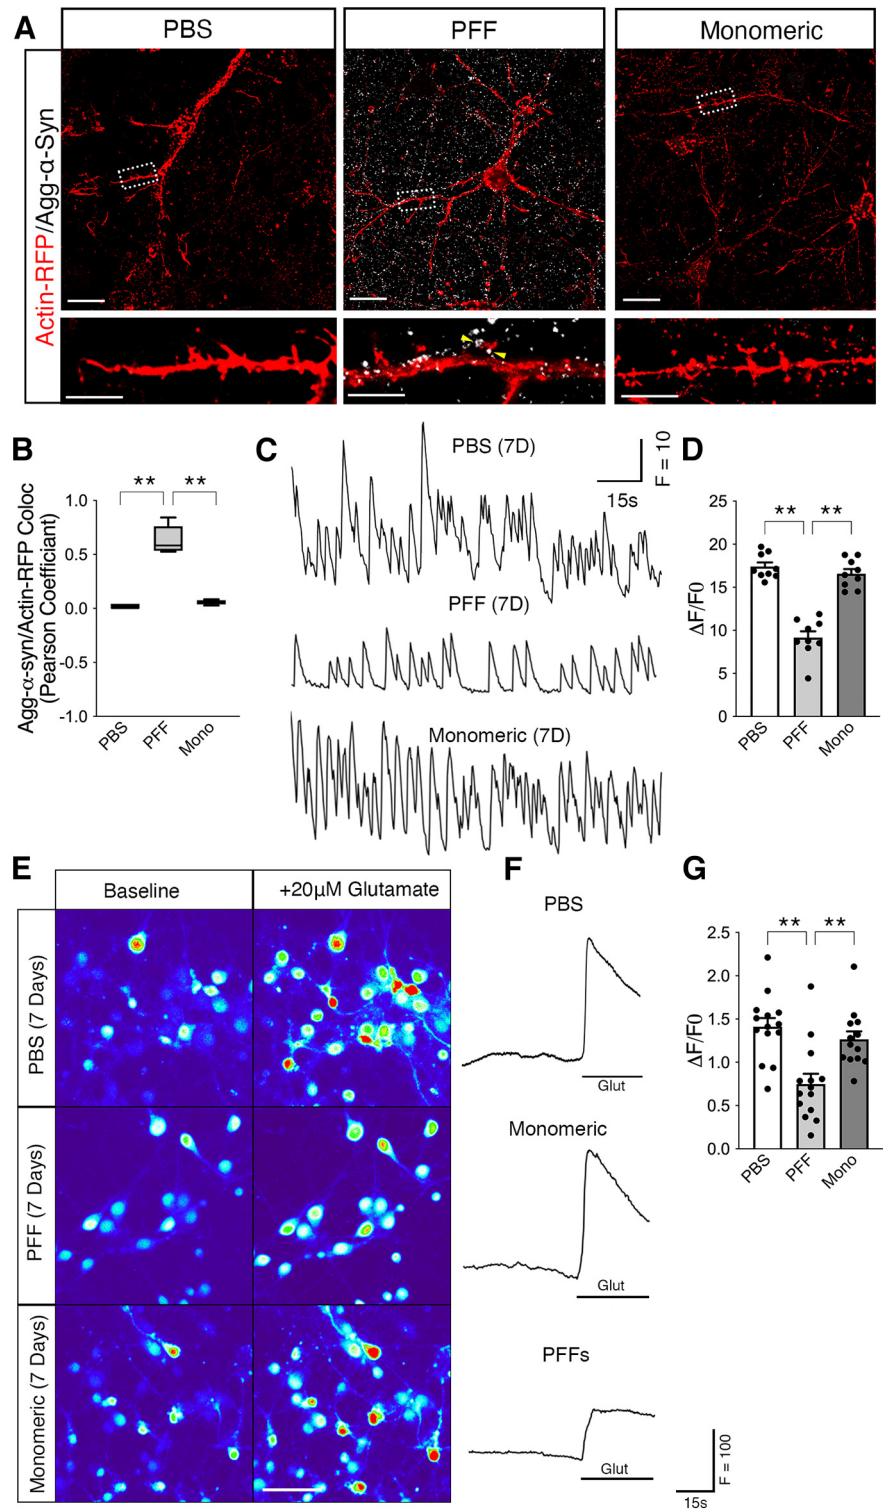 A
PBS
PFF
Monomeric
Actin-RFP/Agg-α-Syn
B
Agg-α-syn/Actin-RFP Coloc
(Pearson Coefficiant)
** **
1.0
0.5
0.0
-0.5
-1.0
PBS
PFF
Mono
C
PBS (7D)
F = 10
15s
PFF (7D)
Monomeric (7D)
D
ΔF/F0
** **
25
20
15
10
5
0
PBS
PFF
Mono
E
Baseline
+20μM Glutamate
PBS (7 Days)
PFF (7 Days)
Monomeric (7 Days)
F
PBS
Glut
Monomeric
Glut
PFFs
Glut
F = 100
15s
G
ΔF/F0
** **
2.5
2.0
1.5
1.0
0.5
0.0
PBS
PFF
Mono